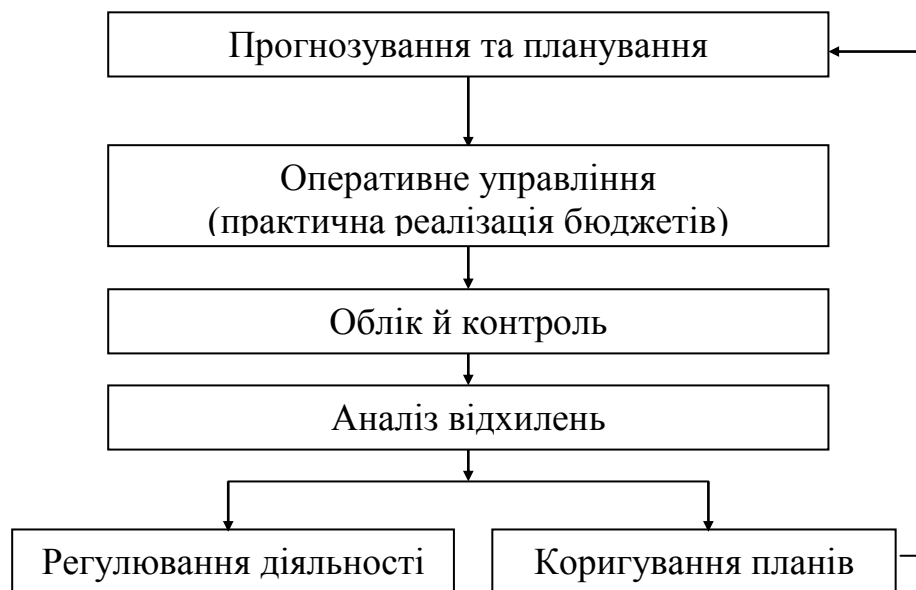 Прогнозування та планування
Оперативне управління
(практична реалізація бюджетів)
Облік й контроль
Аналіз відхилень
Регулювання діяльності
Коригування планів